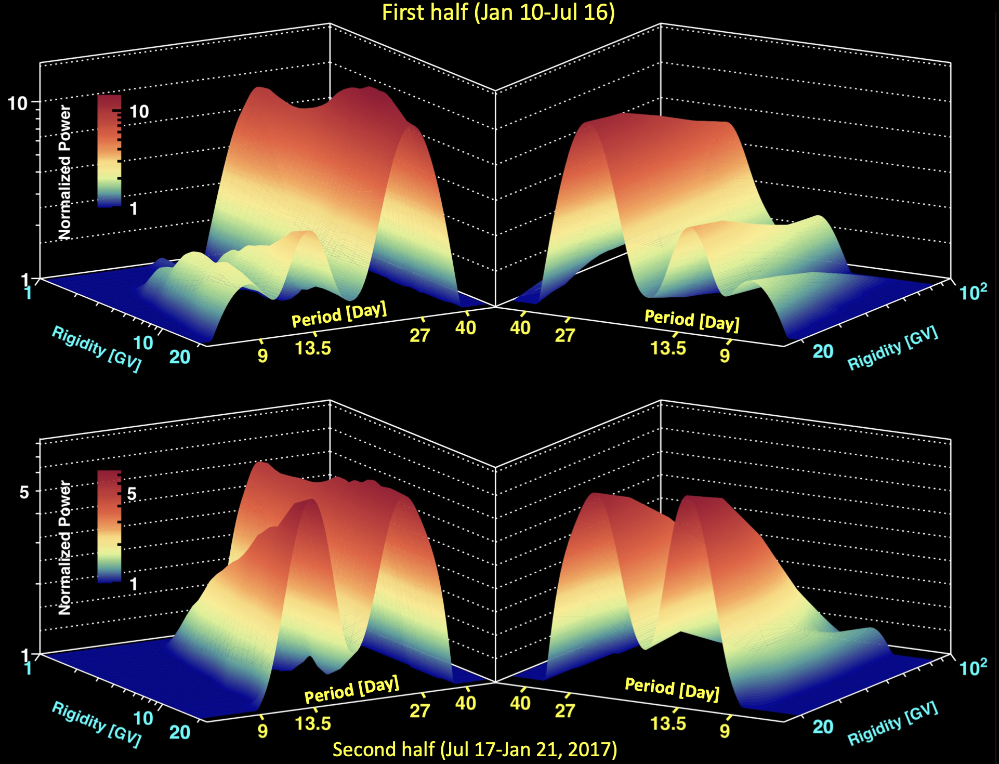 First half (Jan 10-Jul 16)
10
Normalized Power
10
1
1
1
Rigidity [GV]
10
20
Period [Day]
9
13.5
27
40
40
27
13.5
9
Period [Day]
20
Rigidity [GV]
10²
5
Normalized Power
5
1
1
1
Rigidity [GV]
10
20
Period [Day]
9
13.5
27
40
40
27
13.5
9
Period [Day]
20
Rigidity [GV]
10²
Second half (Jul 17-Jan 21, 2017)